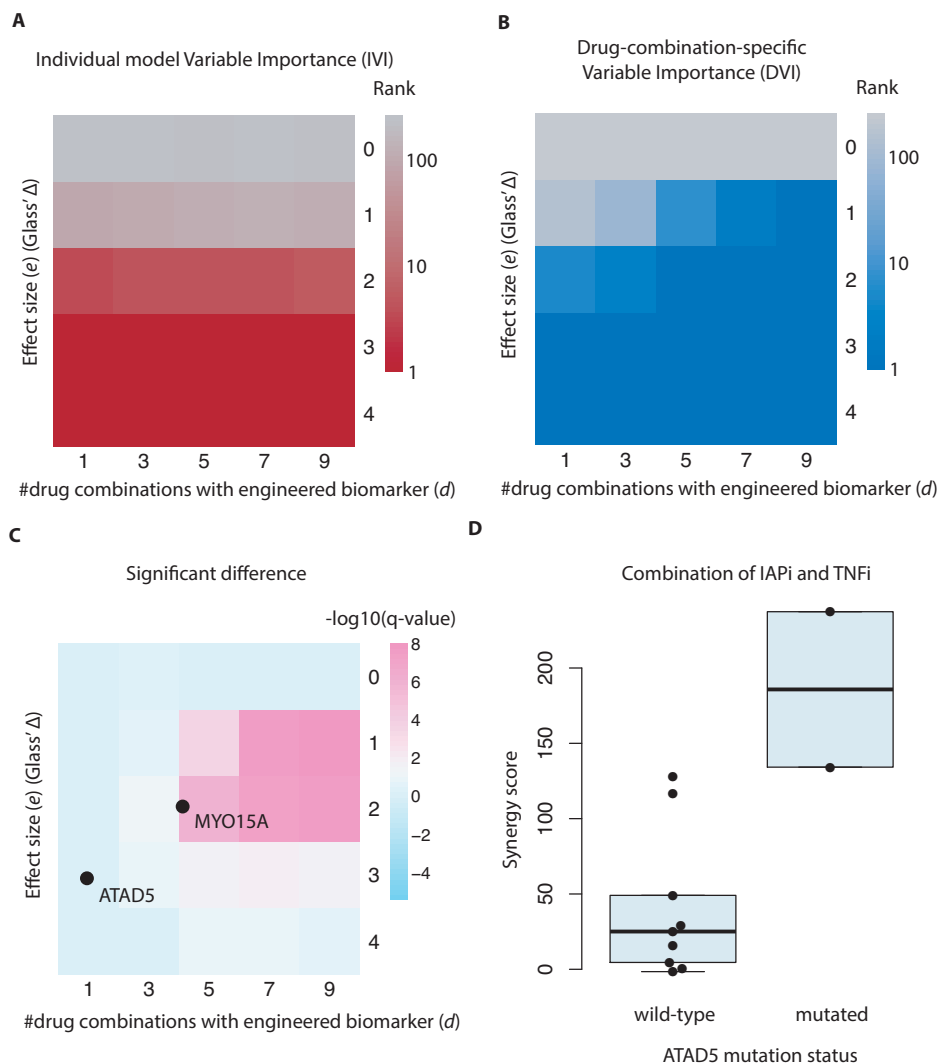 A
Individual model Variable Importance (IVI)
Rank
100
10
1
0
1
2
3
4
Effect size (e) (Glass' Δ)
1 3 5 7 9
#drug combinations with engineered biomarker (d)
B
Drug-combination-specific
Variable Importance (DVI)
Rank
100
10
1
0
1
2
3
4
Effect size (e) (Glass' Δ)
1 3 5 7 9
#drug combinations with engineered biomarker (d)
C
Significant difference
-log10(q-value)
8
6
4
2
0
−2
−4
0
1
2
3
4
MYO15A
ATAD5
Effect size (e) (Glass' Δ)
1 3 5 7 9
#drug combinations with engineered biomarker (d)
D
Combination of IAPi and TNFi
Synergy score
200
150
100
50
0
wild-type mutated
ATAD5 mutation status